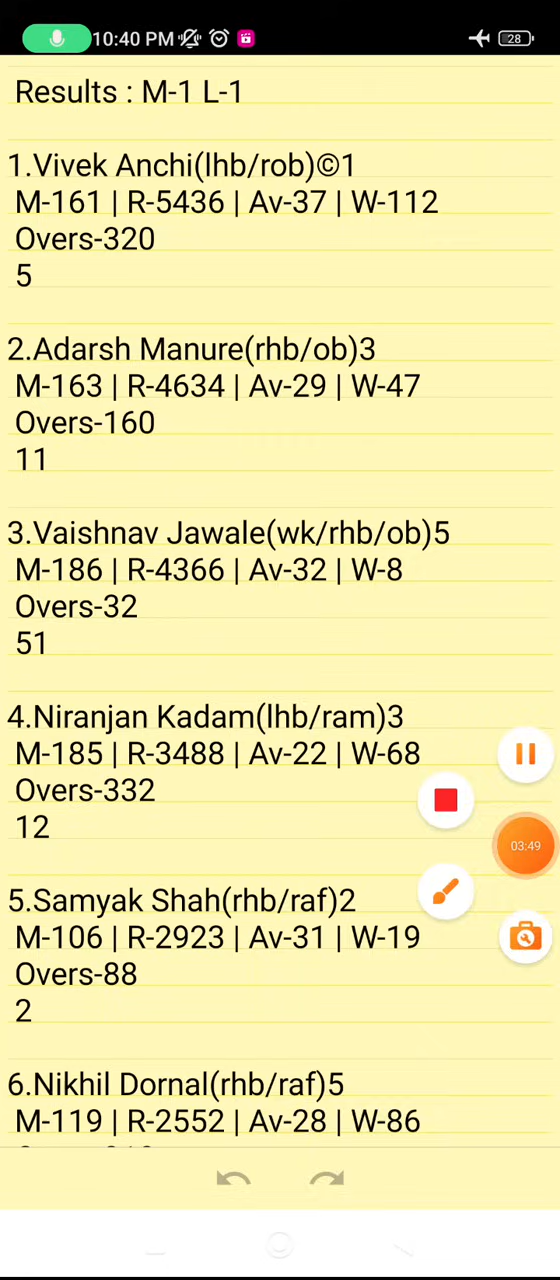 10:40 PM
28
Results : M-1 L-1
1.Vivek Anchi(lhb/rob)©1
M-161 | R-5436 | Av-37 | W-112
Overs-320
5
2.Adarsh Manure(rhb/ob)3
M-163 | R-4634 | Av-29 | W-47
Overs-160
11
3.Vaishnav Jawale(wk/rhb/ob)5
M-186 | R-4366 | Av-32 | W-8
Overs-32
51
4.Niranjan Kadam(lhb/ram)3
M-185 | R-3488 | Av-22 | W-68
Overs-332
12
03:49
5.Samyak Shah(rhb/raf)2
M-106 | R-2923 | Av-31 | W-19
Overs-88
2
6.Nikhil Dornal(rhb/raf)5
M-119 | R-2552 | Av-28 | W-86